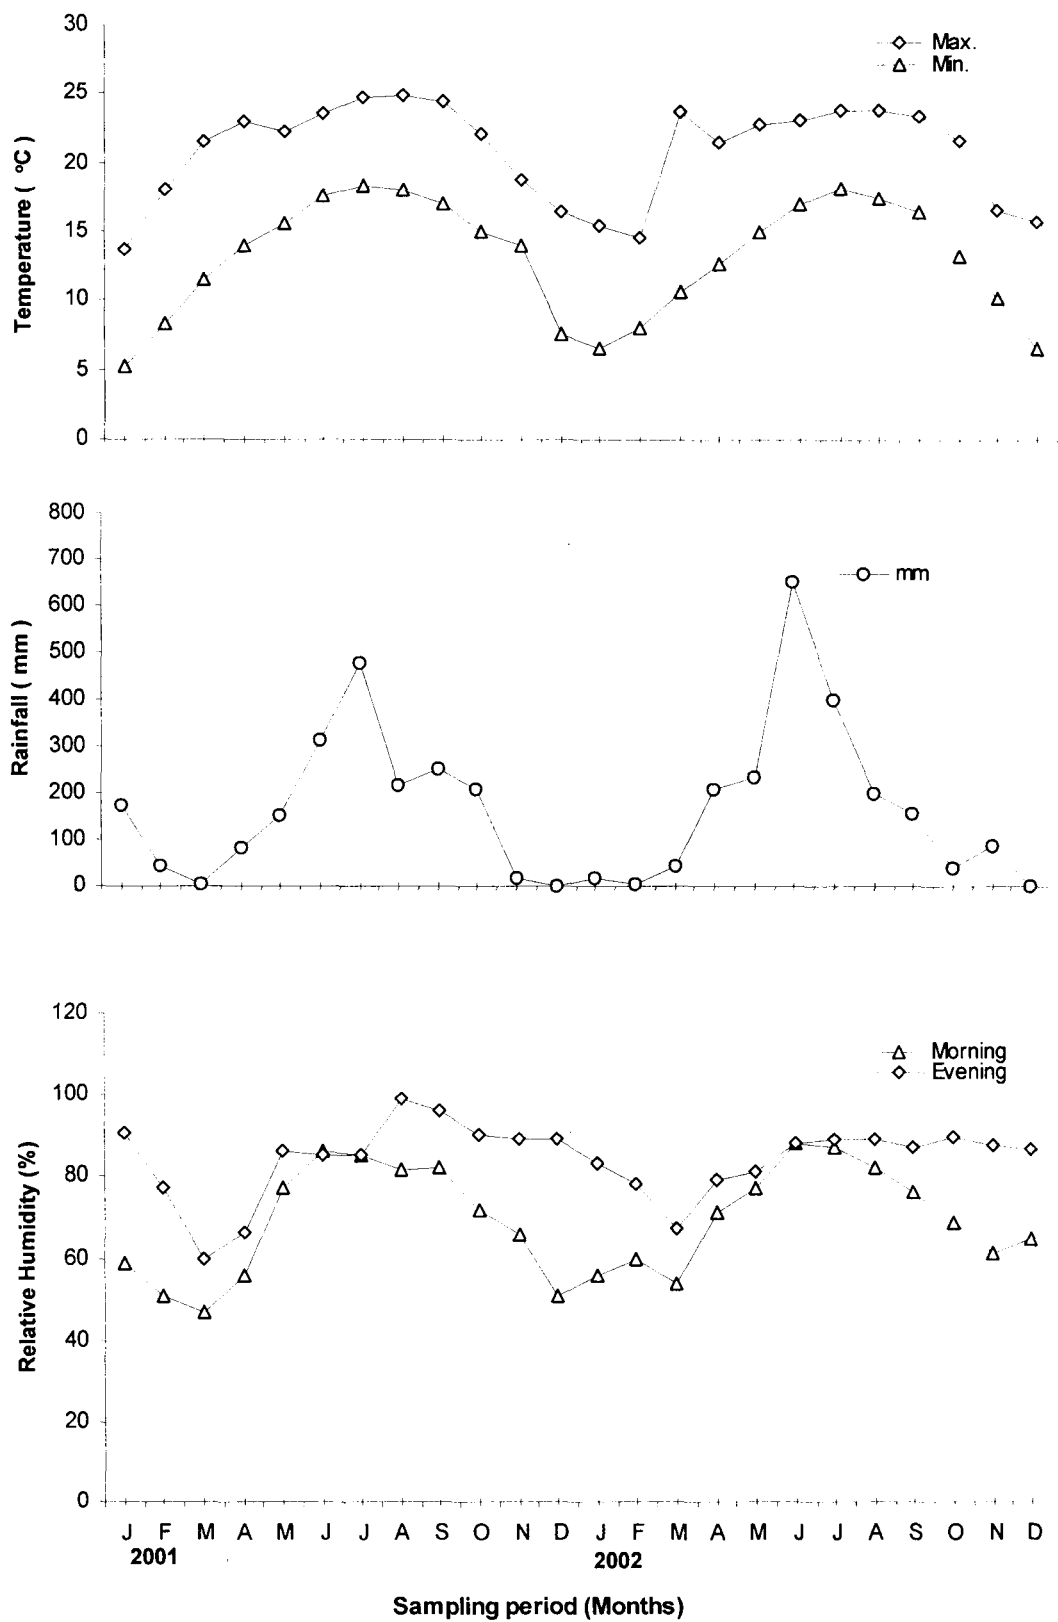 30
25
20
15
10
5
0
Temperature ( ºC)
Max.
Min.
800
700
600
500
400
300
200
100
0
Rainfall ( mm )
mm
120
100
80
60
40
20
0
Relative Humidity (%)
Morning
Evening
J F M A M J J A S O N D J F M A M J J A S O N D
2001 2002
Sampling period (Months)